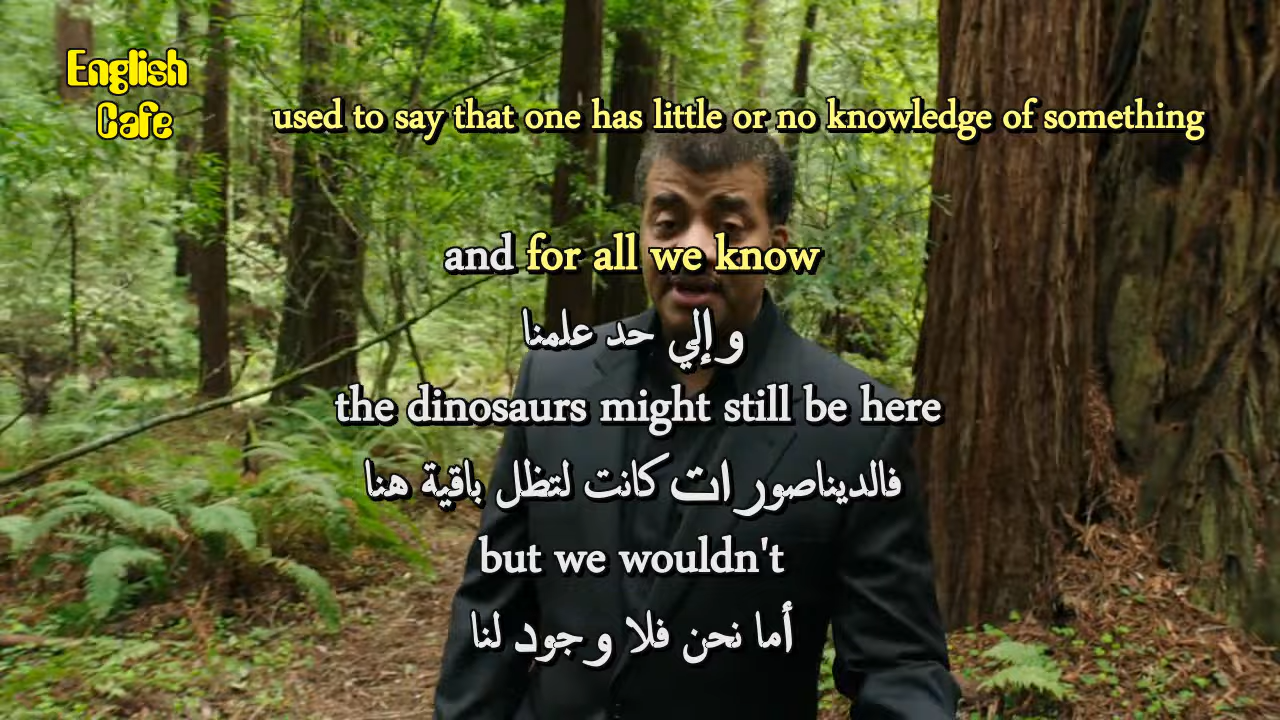 English
Cafe
used to say that one has little or no knowledge of something
and for all we know
وإلي حد علمنا
the dinosaurs might still be here
فالديناصورات كانت لتظل باقية هنا
but we wouldn't
أما نحن فلا وجود لنا